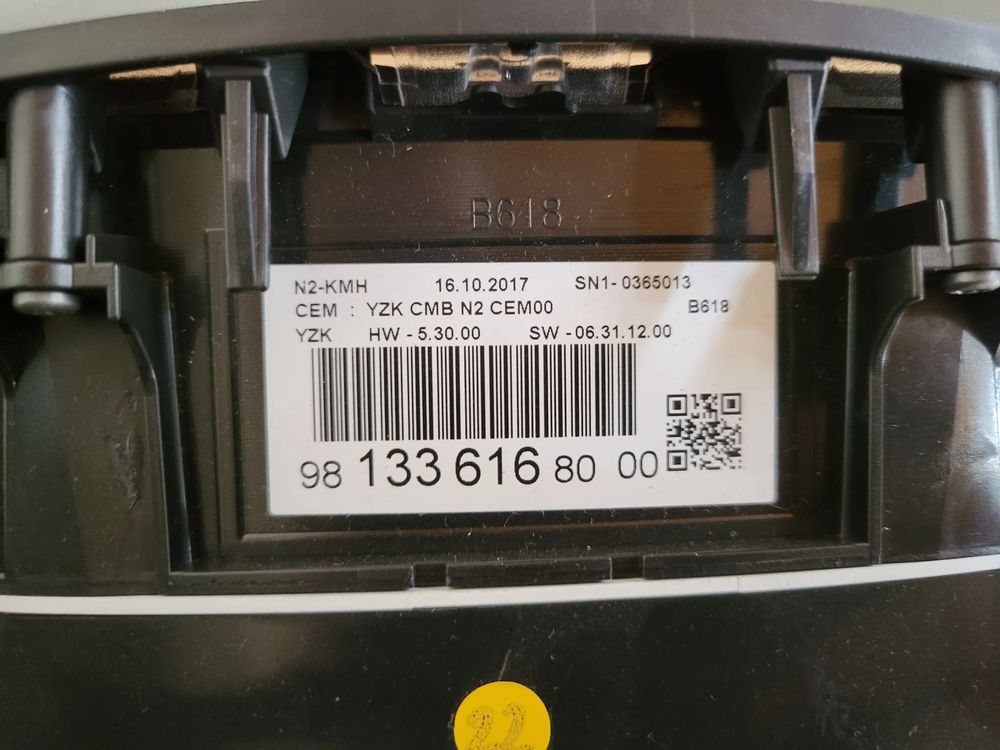 B618
N2-KMH 16.10.2017 SN1- 0365013
CEM : YZK CMB N2 CEM00 B618
YZK HW - 5.30.00 SW - 06.31.12.00
98 133 616 80 00
22